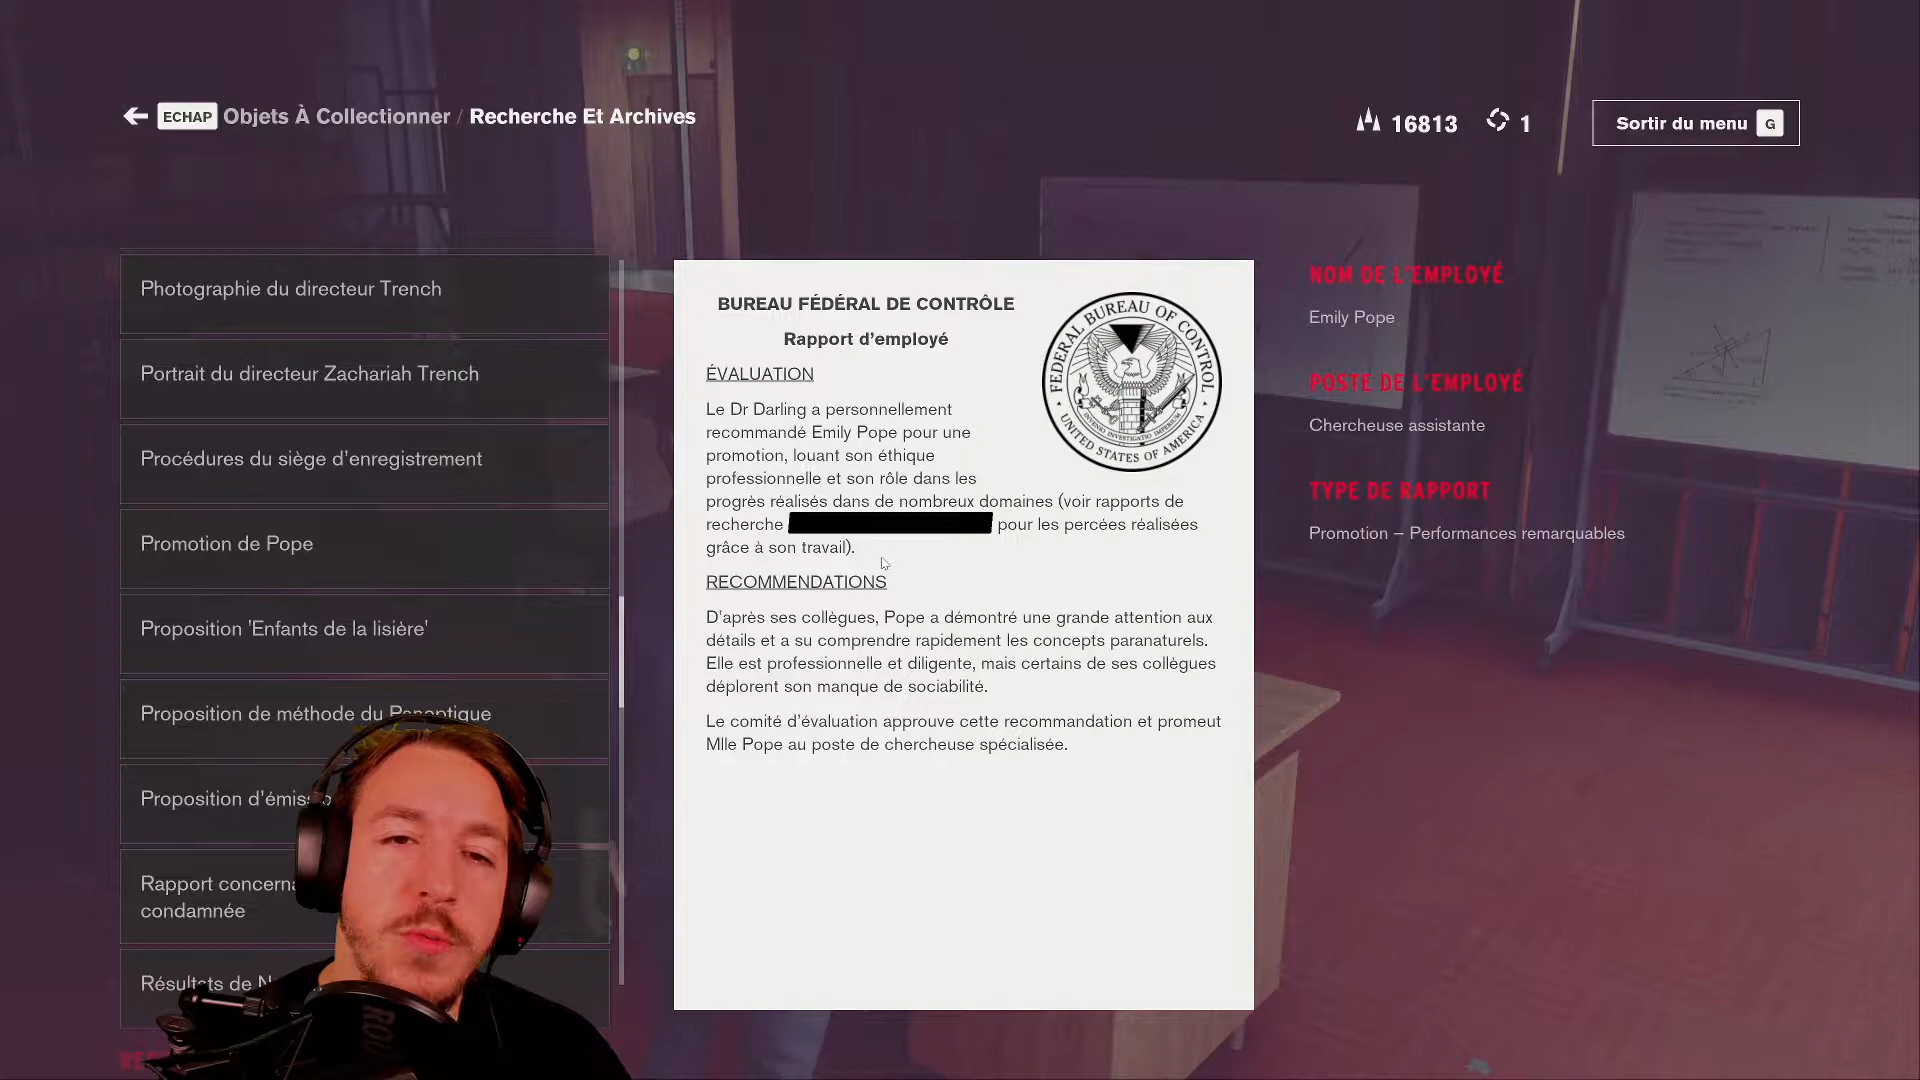 ECHAP Objets À Collectionner / Recherche Et Archives
16813
1
Sortir du menu G
Photographie du directeur Trench
Portrait du directeur Zachariah Trench
Procédures du siège d'enregistrement
Promotion de Pope
Proposition 'Enfants de la lisière'
Proposition de méthode du Panoptique
Proposition d'émiss
Rapport concerna
condamnée
Résultats de N
BUREAU FÉDÉRAL DE CONTRÔLE
Rapport d'employé
ÉVALUATION
Le Dr Darling a personnellement
recommandé Emily Pope pour une
promotion, louant son éthique
professionnelle et son rôle dans les
progrès réalisés dans de nombreux domaines (voir rapports de
recherche pour les percées réalisées
grâce à son travail).
RECOMMENDATIONS
D'après ses collègues, Pope a démontré une grande attention aux
détails et a su comprendre rapidement les concepts paranaturels.
Elle est professionnelle et diligente, mais certains de ses collègues
déplorent son manque de sociabilité.
Le comité d'évaluation approuve cette recommandation et promeut
Mlle Pope au poste de chercheuse spécialisée.
FEDERAL BUREAU OF CONTROL
UNITED STATES OF AMERICA
INVENIO INVESTIGATIO IMPERIUM
NOM DE L'EMPLOYÉ
Emily Pope
POSTE DE L'EMPLOYÉ
Chercheuse assistante
TYPE DE RAPPORT
Promotion – Performances remarquables